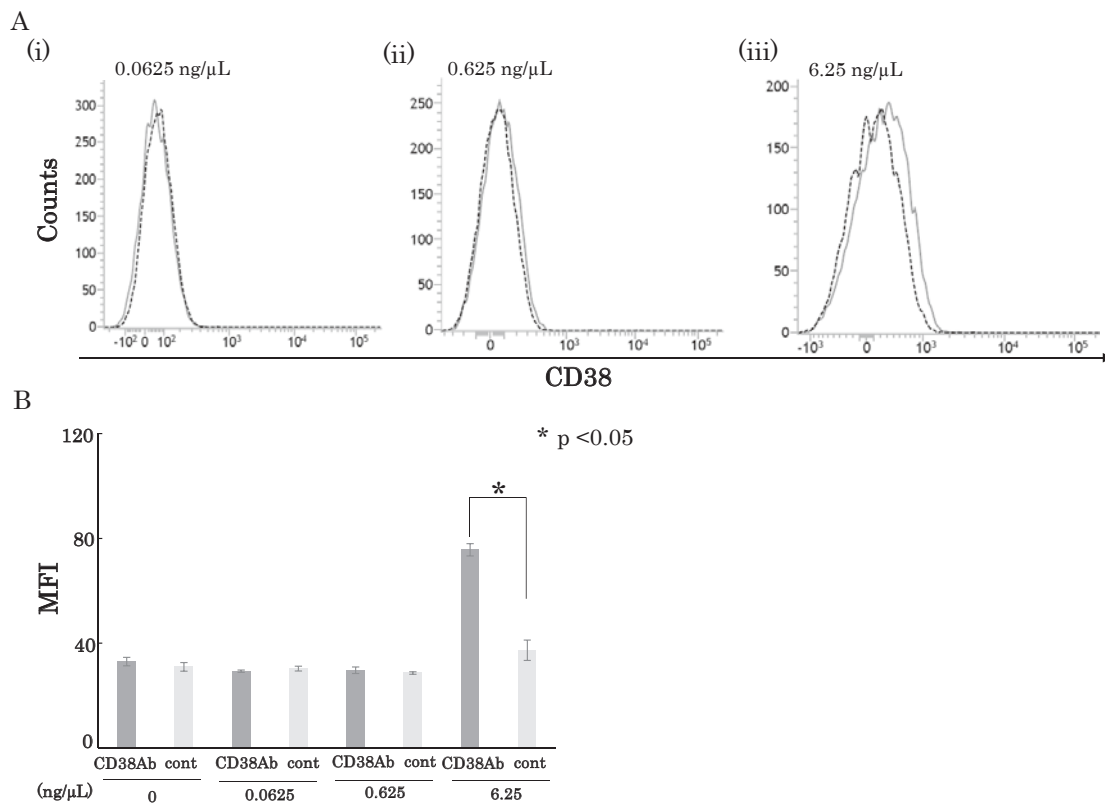 A
(i)
0.0625 ng/µL
(ii)
0.625 ng/µL
(iii)
6.25 ng/µL
Counts
300
250
200
150
100
50
0
-10² 0 10² 10³ 10⁴ 10⁵
250
200
150
100
50
0
0 10³ 10⁴ 10⁵
200
150
100
50
0
-10³ 0 10³ 10⁴ 10⁵
CD38
B
* p <0.05
*
MFI
120
80
40
0
CD38Ab cont CD38Ab cont CD38Ab cont CD38Ab cont
(ng/µL) 0 0.0625 0.625 6.25